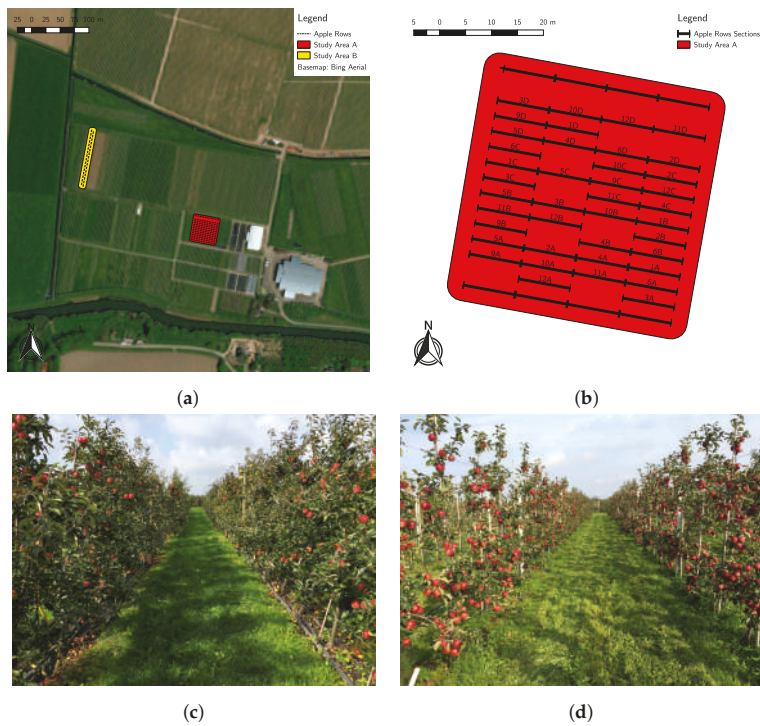 25 0 25 50 75 100 m
Legend
Apple Rows
Study Area A
Study Area B
Basemap: Bing Aerial
N
(a)
5 0 5 10 15 20 m
Legend
Apple Rows Sections
Study Area A
3D 10D 12D 11D
8D 1D
5D 4D 6D 2D
6C 10C 2C
1C 5C 9C 12C
3C 11C 4C
5B 3B 10B 1B
11B 12B 2B
9B 4B 6B
5A 2A 4A 1A
9A 10A 11A 6A
12A 3A
N
(b)
(c)
(d)